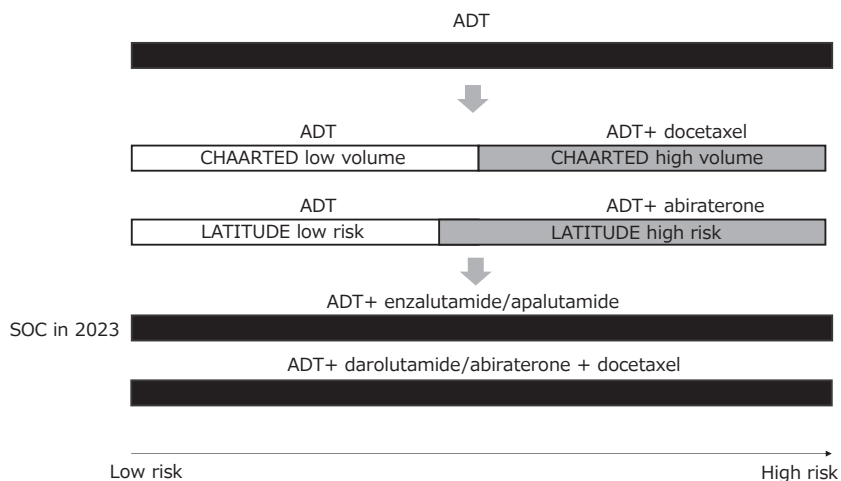 ADT
ADT
ADT+ docetaxel
CHAARTED low volume
CHAARTED high volume
ADT
ADT+ abiraterone
LATITUDE low risk
LATITUDE high risk
ADT+ enzalutamide/apalutamide
SOC in 2023
ADT+ darolutamide/abiraterone + docetaxel
Low risk
High risk